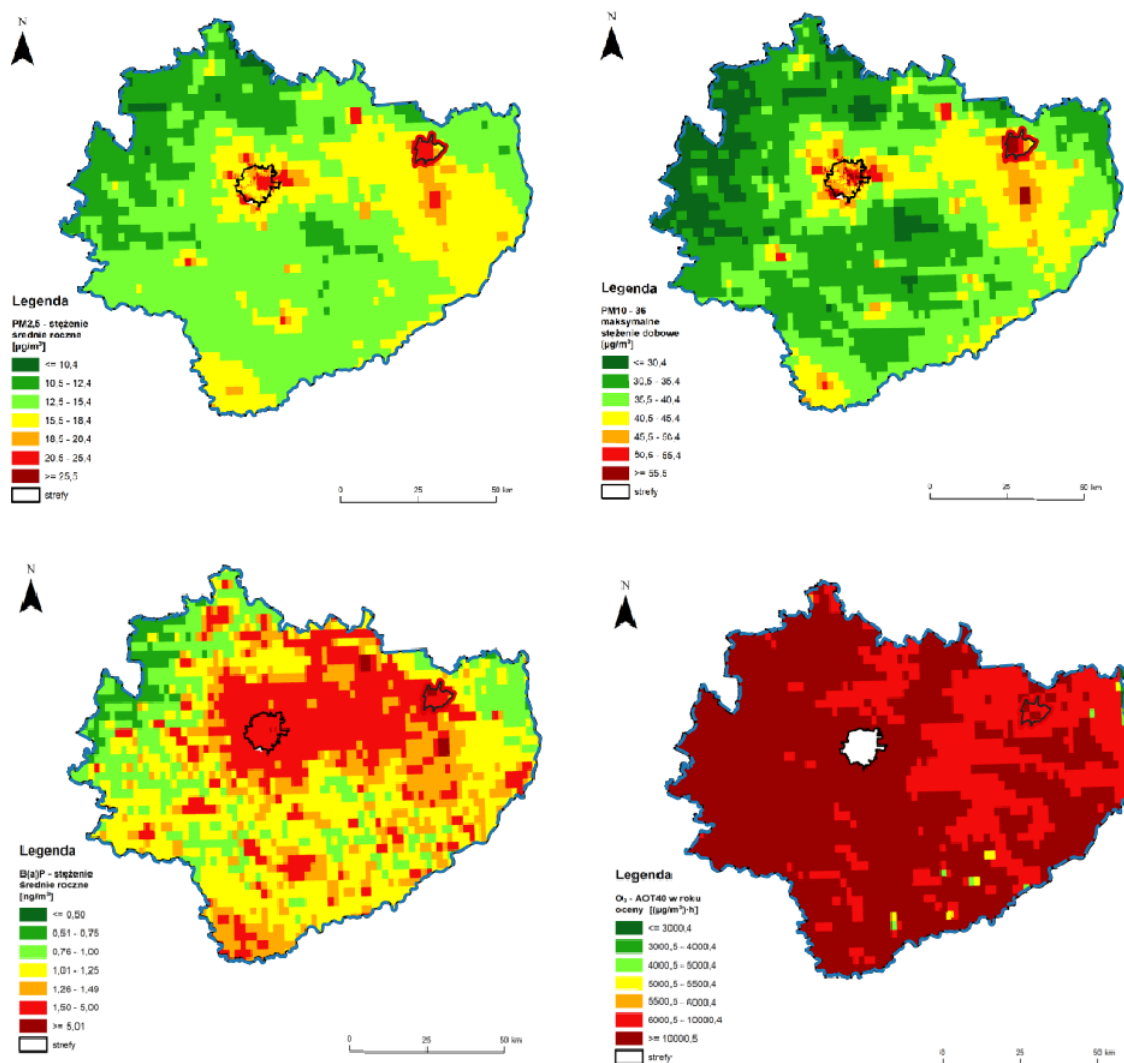 N
Legenda
PM2,5 - stężenie
średnie roczne
[µg/m³]
<= 10,4
10,5 - 12,4
12,5 - 15,4
15,5 - 18,4
18,5 - 20,4
20,5 - 25,4
>= 25,5
strefy
0 25 50 km
N
Legenda
PM10 - 36
maksymalne
stężenie dobowe
(µg/m³)
<= 30,4
30,5 - 35,4
35,5 - 40,4
40,5 - 45,4
45,5 - 50,4
50,5 - 55,4
>= 55,5
strefy
0 25 50 km
N
Legenda
B(a)P - stężenie
średnie roczne
[ng/m³]
<= 0,50
0,51 - 0,75
0,76 - 1,00
1,01 - 1,25
1,26 - 1,49
1,50 - 5,00
>= 5,01
strefy
0 25 50 km
N
Legenda
O₃ - AOT40 w roku
oceny [(µg/m³)·h]
<= 3000,4
3000,5 - 4000,4
4000,5 - 5000,4
5000,5 - 5500,4
5500,5 - 6000,4
6000,5 - 10000,4
>= 10000,5
strefy
0 25 50 km